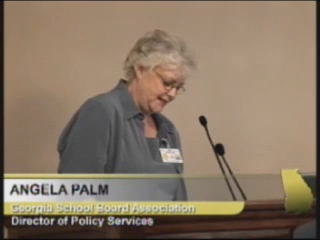 ANGELA PALM
Georgia School Board Association
Director of Policy Services